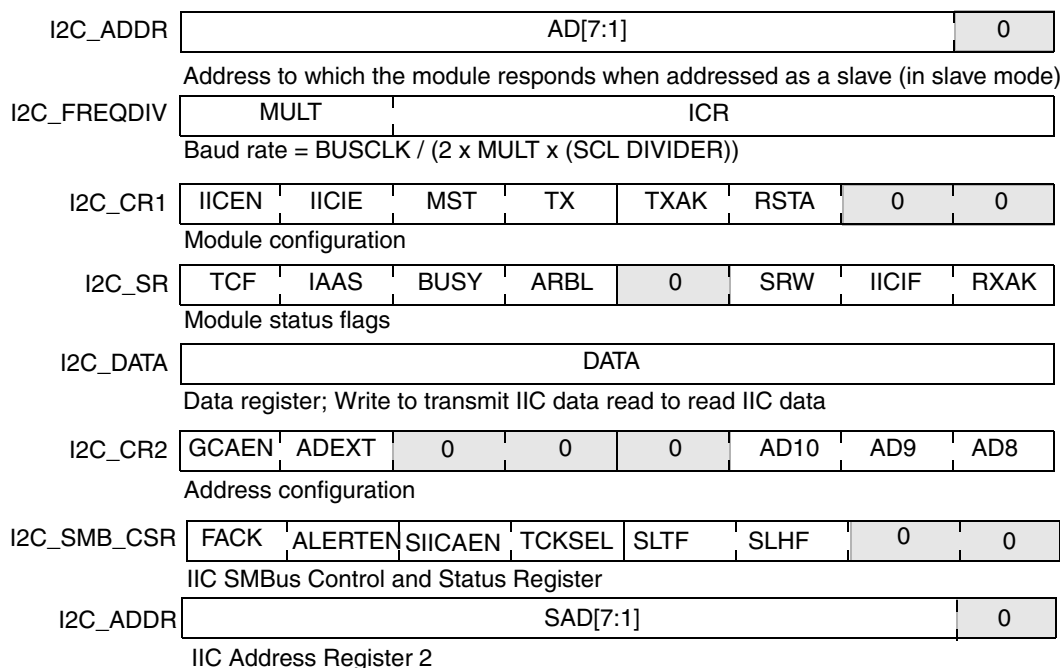 I2C_ADDR AD[7:1] 0
Address to which the module responds when addressed as a slave (in slave mode)
I2C_FREQDIV MULT ICR
Baud rate = BUSCLK / (2 x MULT x (SCL DIVIDER))
I2C_CR1 IICEN IICIE MST TX TXAK RSTA 0 0
Module configuration
I2C_SR TCF IAAS BUSY ARBL 0 SRW IICIF RXAK
Module status flags
I2C_DATA DATA
Data register; Write to transmit IIC data read to read IIC data
I2C_CR2 GCAEN ADEXT 0 0 0 AD10 AD9 AD8
Address configuration
I2C_SMB_CSR FACK ALERTEN SIICAEN TCKSEL SLTF SLHF 0 0
IIC SMBus Control and Status Register
I2C_ADDR SAD[7:1] 0
IIC Address Register 2